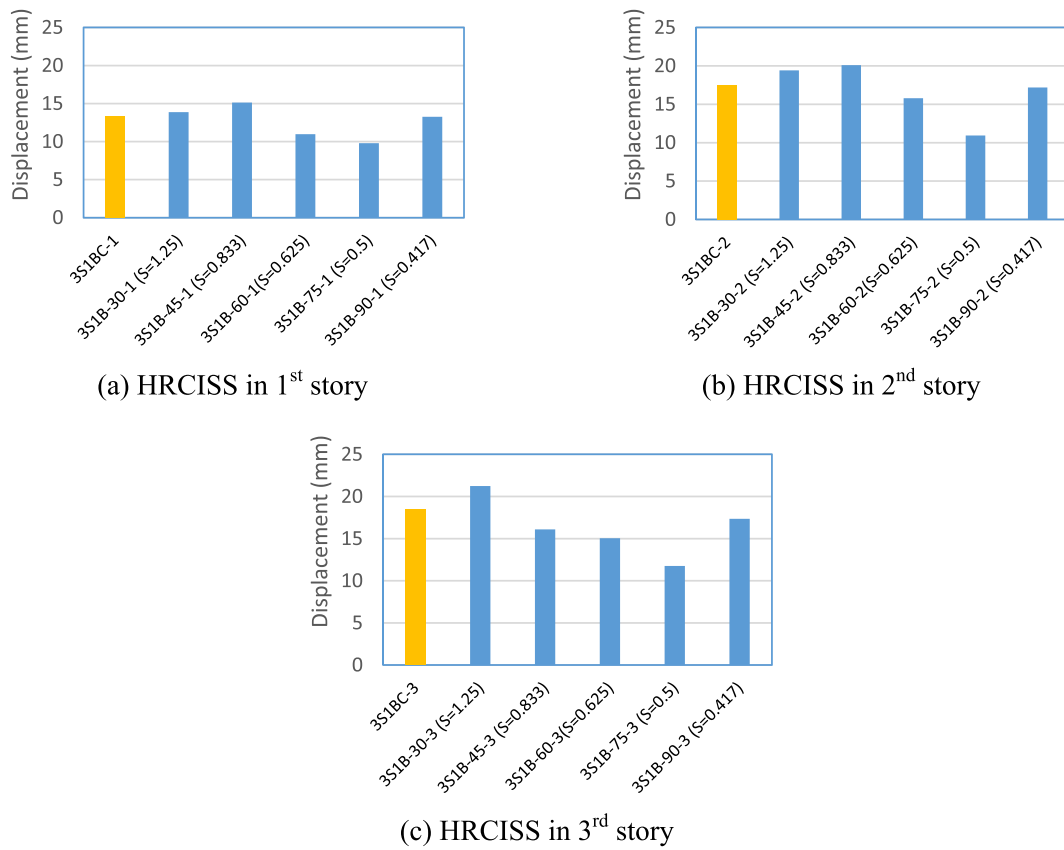 Displacement (mm)
25
20
15
10
5
0
3S1BC-1
3S1B-30-1 (S=1.25)
3S1B-45-1 (S=0.833)
3S1B-60-1(S=0.625)
3S1B-75-1 (S=0.5)
3S1B-90-1 (S=0.417)
(a) HRCISS in 1st story
Displacement (mm)
25
20
15
10
5
0
3S1BC-2
3S1B-30-2 (S=1.25)
3S1B-45-2 (S=0.833)
3S1B-60-2(S=0.625)
3S1B-75-2 (S=0.5)
3S1B-90-2 (S=0.417)
(b) HRCISS in 2nd story
Displacement (mm)
25
20
15
10
5
0
3S1BC-3
3S1B-30-3 (S=1.25)
3S1B-45-3 (S=0.833)
3S1B-60-3(S=0.625)
3S1B-75-3 (S=0.5)
3S1B-90-3 (S=0.417)
(c) HRCISS in 3rd story